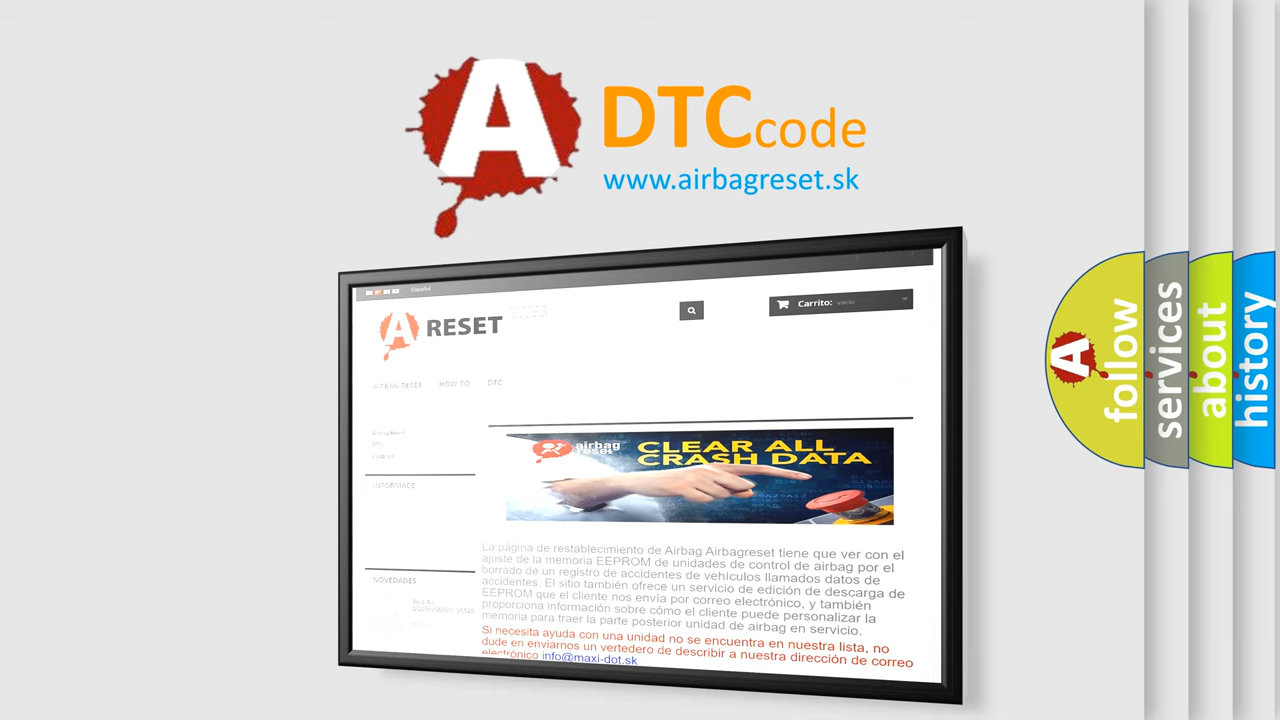 A
DTCcode
www.airbagreset.sk
Español
A RESET
Carrito: vacío
AIRBAG RESET HOW TO DTC
INFORMACE
airbag
reset
CLEAR ALL
CRASH DATA
La página de restablecimiento de Airbag Airbagreset tiene que ver con el
ajuste de la memoria EEPROM de unidades de control de airbag por el
borrado de un registro de accidentes de vehículos llamados datos de
accidentes. El sitio también ofrece un servicio de edición de descarga de
EEPROM que el cliente nos envía por correo electrónico, y también
proporciona información sobre cómo el cliente puede personalizar la
memoria para traer la parte posterior unidad de airbag en servicio.
Si necesita ayuda con una unidad no se encuentra en nuestra lista, no
dude en enviarnos un vertedero de describir a nuestra dirección de correo
electrónico info@maxi-dot.sk
NOVEDADES
A
follow
services
about
history